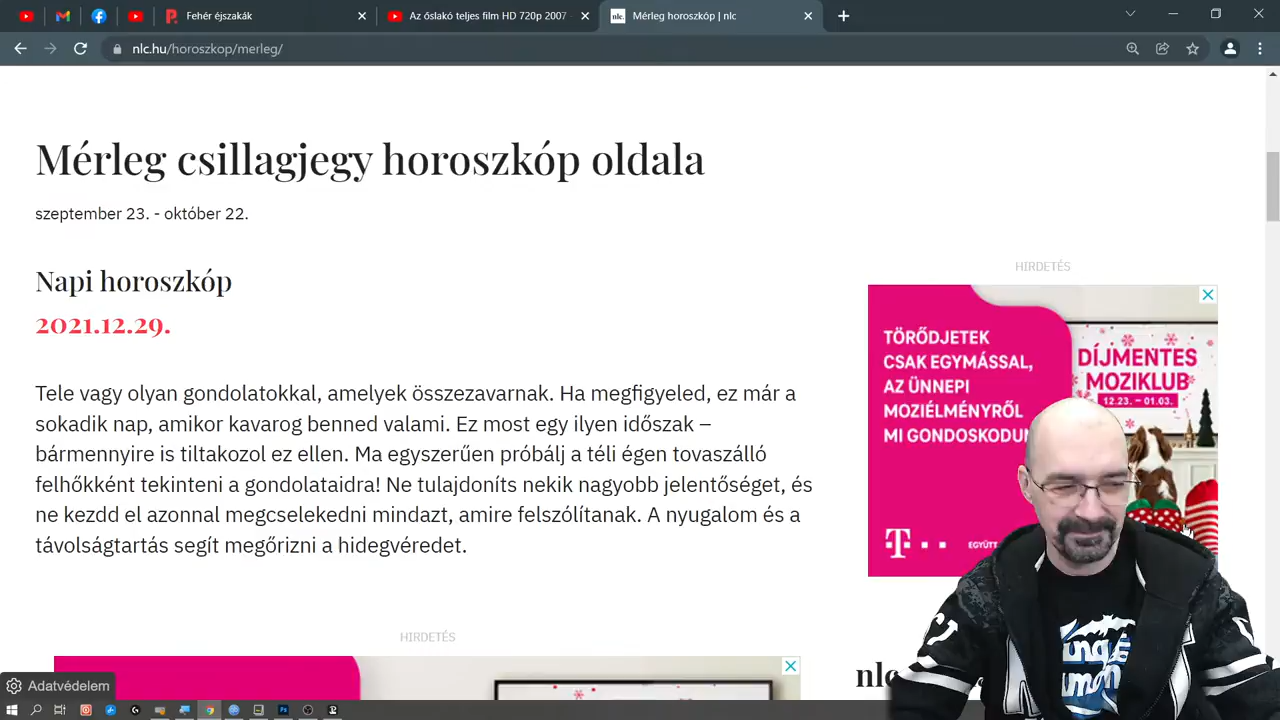 Fehér éjszakák
Az őslakó teljes film HD 720p 2007
Mérleg horoszkóp | nlc
nlc.hu/horoszkop/merleg/
Mérleg csillagjegy horoszkóp oldala
szeptember 23. - október 22.
Napi horoszkóp
2021.12.29.
Tele vagy olyan gondolatokkal, amelyek összezavarnak. Ha megfigyeled, ez már a
sokadik nap, amikor kavarog benned valami. Ez most egy ilyen időszak –
bármennyire is tiltakozol ez ellen. Ma egyszerűen próbálj a téli égen tovaszálló
felhőkként tekinteni a gondolataidra! Ne tulajdoníts nekik nagyobb jelentőséget, és
ne kezdd el azonnal megcselekedni mindazt, amire felszólítanak. A nyugalom és a
távolságtartás segít megőrizni a hidegvéredet.
HIRDETÉS
TÖRŐDJETEK
CSAK EGYMÁSSAL,
AZ ÜNNEPI
MOZIÉLMÉNYRŐL
MI GONDOSKODUN
DÍJMENTES
MOZIKLUB
12.23. – 01.03.
T
EGYÜTT
HIRDETÉS
nlc
Adatvédelem